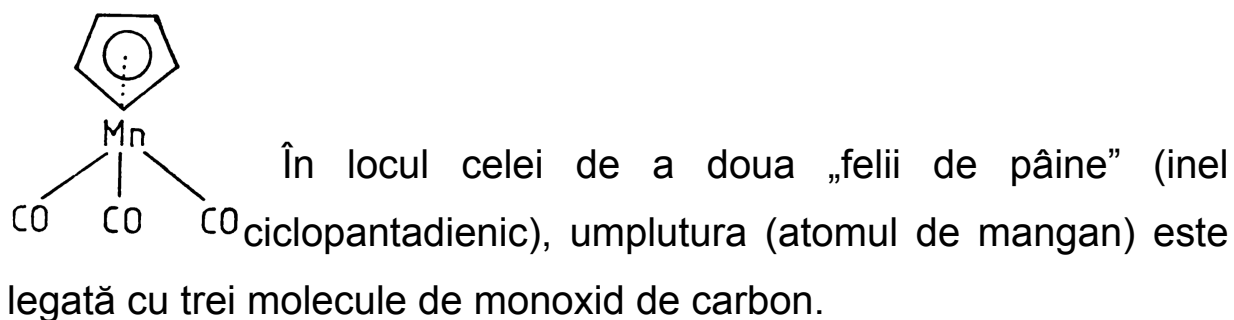 Mn
În locul celei de a doua „felii de pâine” (inel
CO CO CO
ciclopantadienic), umplutura (atomul de mangan) este
legată cu trei molecule de monoxid de carbon.